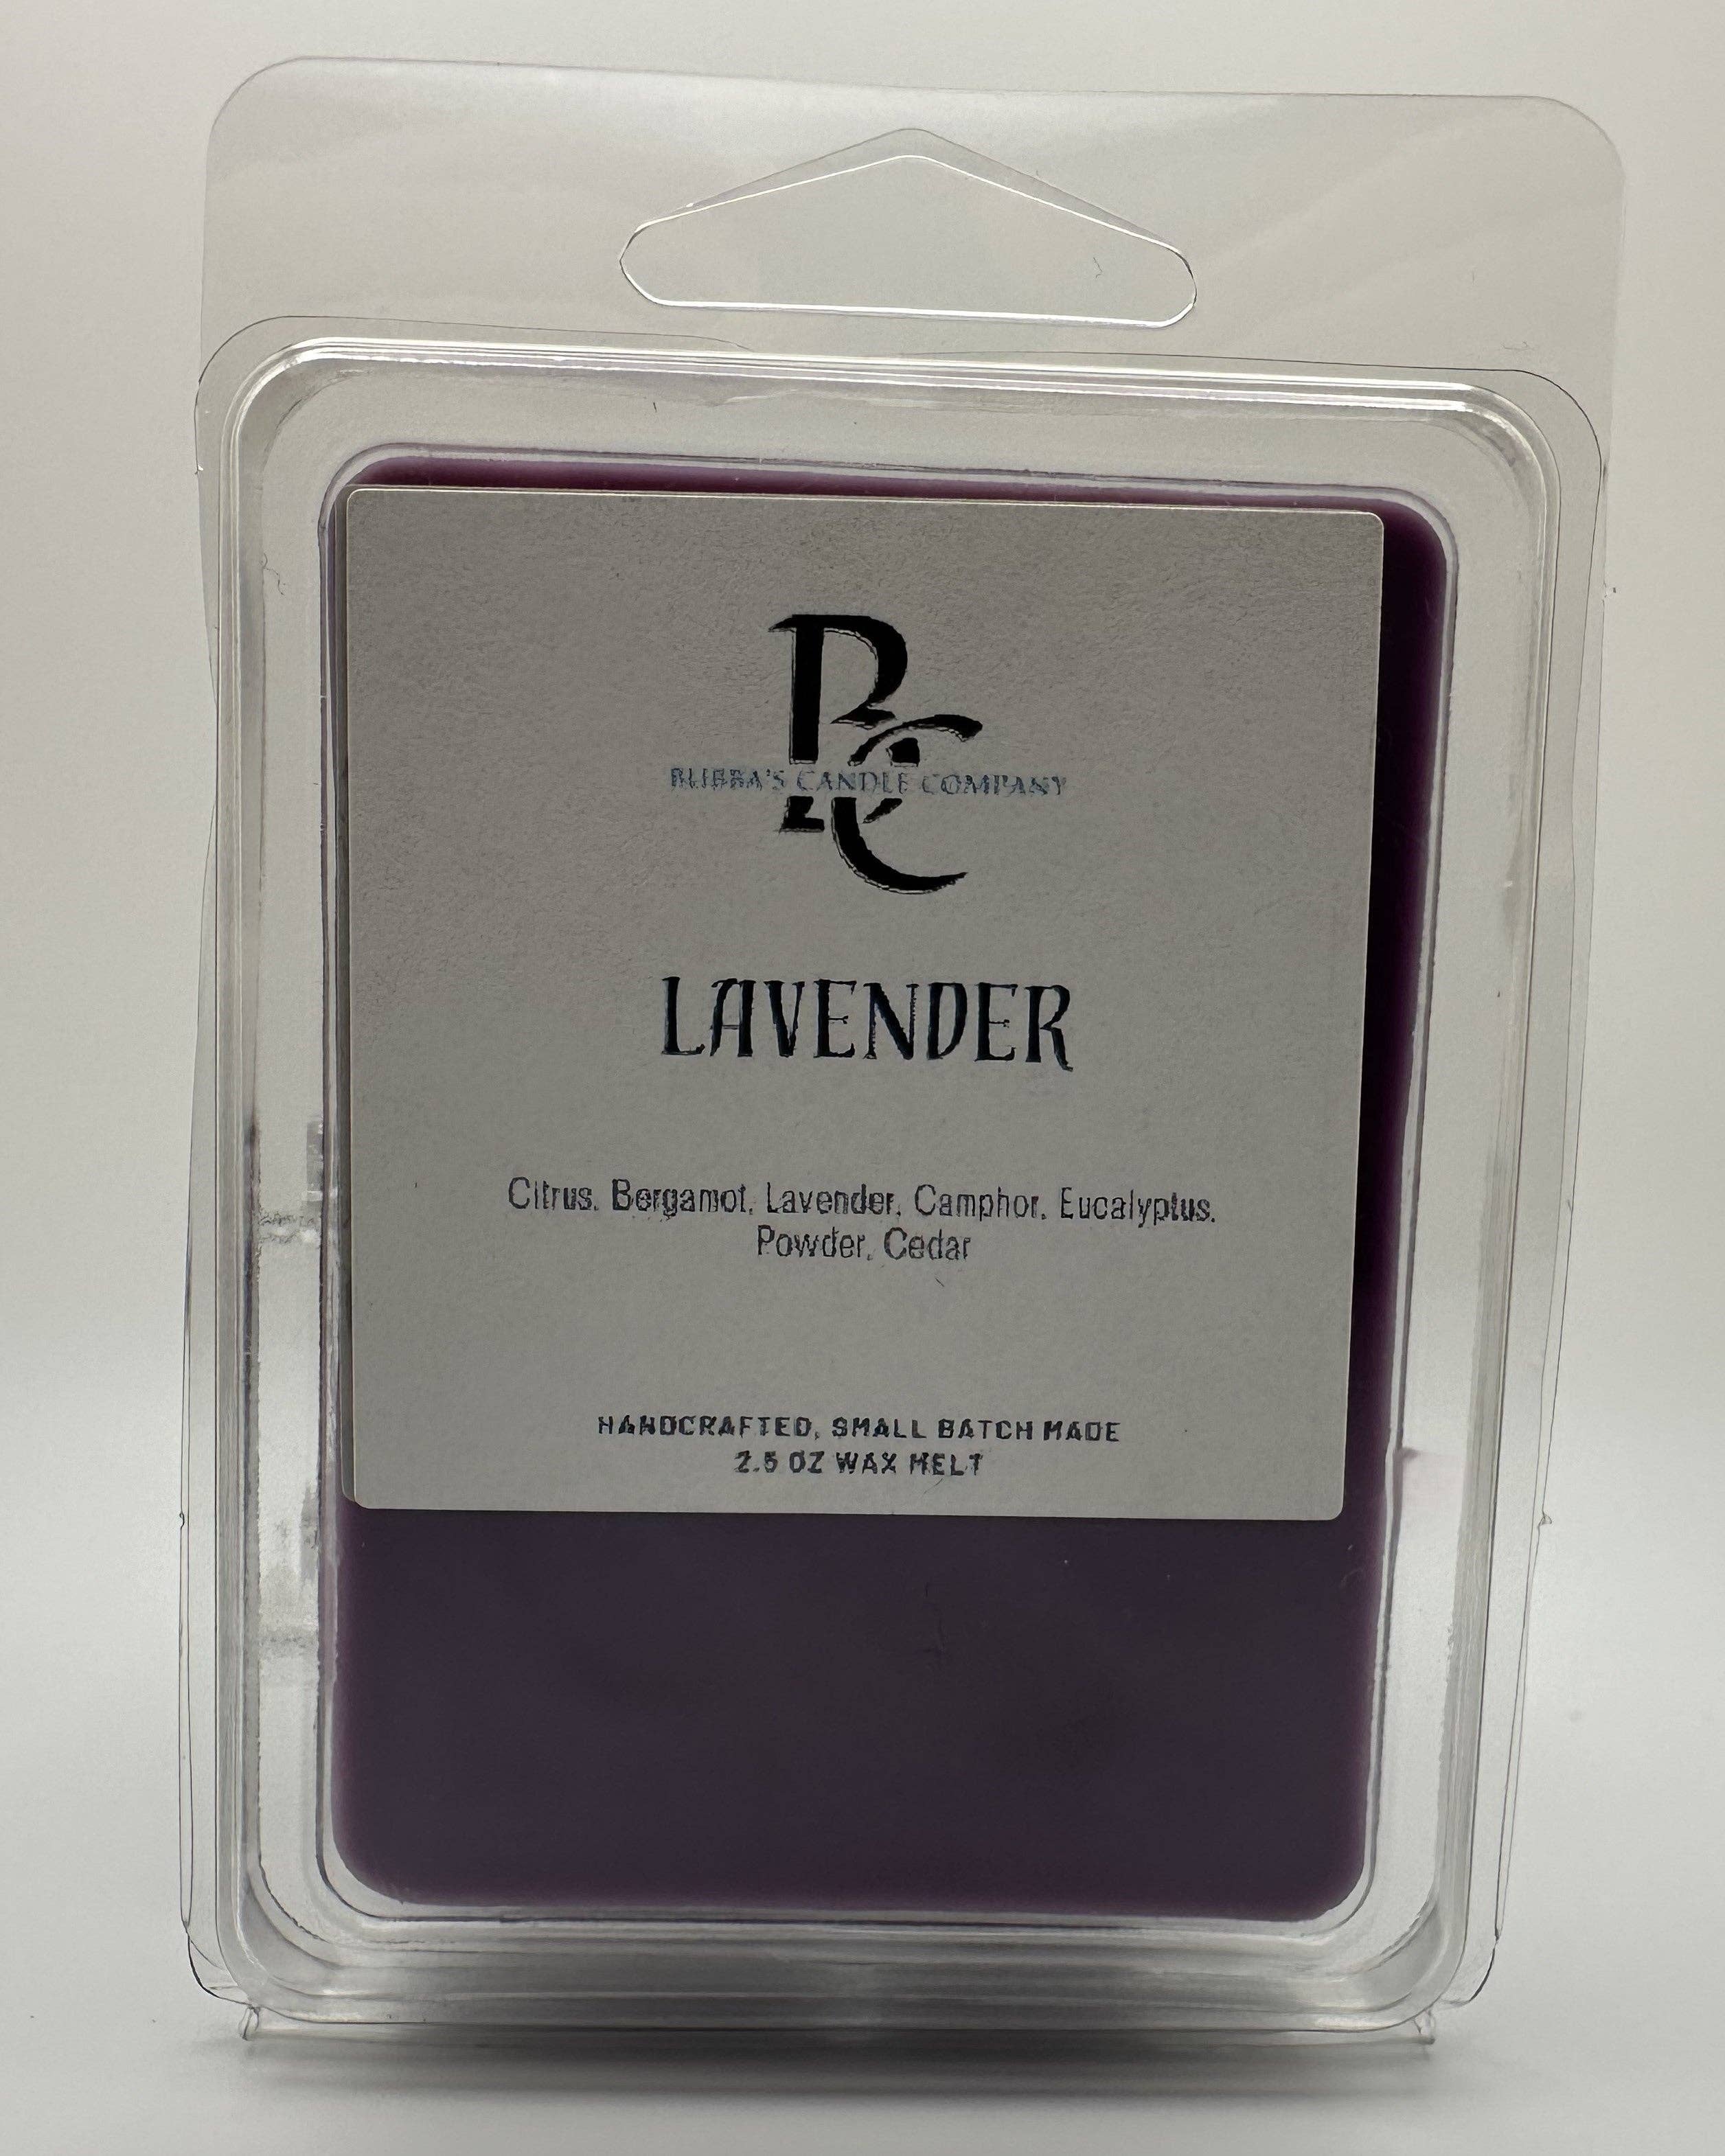 BC
BUBBA'S CANDLE COMPANY
LAVENDER
Citrus, Bergamot, Lavender, Camphor, Eucalyptus,
Powder, Cedar
HANDCRAFTED, SMALL BATCH MADE
2.5 OZ WAX MELT